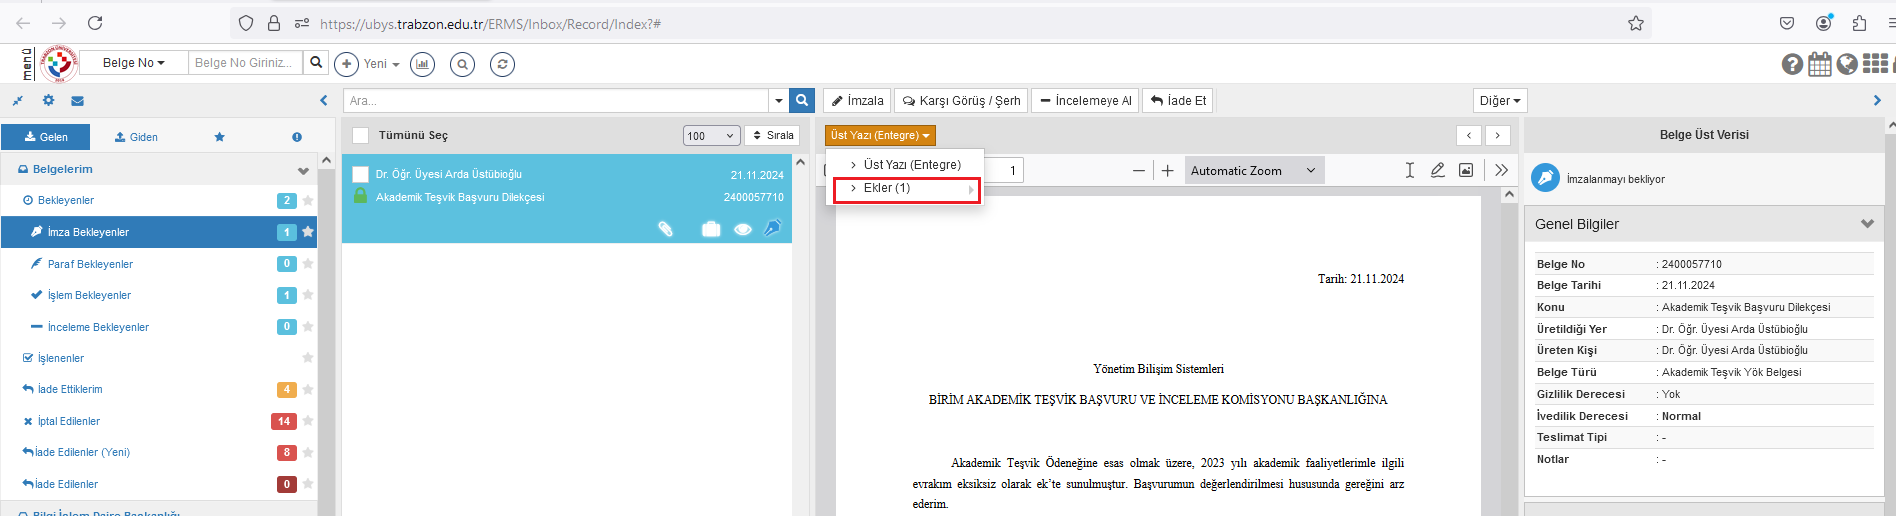 https://ubys.trabzon.edu.tr/ERMS/Inbox/Record/Index?#
menü
Belge No
Belge No Giriniz...
Yeni
Ara...
İmzala
Karşı Görüş / Şerh
İncelemeye Al
İade Et
Diğer
Gelen
Giden
Belgelerim
Bekleyenler 2
İmza Bekleyenler 1
Paraf Bekleyenler 0
İşlem Bekleyenler 1
İnceleme Bekleyenler 0
İşlenenler
İade Ettiklerim 4
İptal Edilenler 14
İade Edilenler (Yeni) 8
İade Edilenler 0
Bilgi İşlem Daire Başkanlığı
Tümünü Seç
100
Sırala
Dr. Öğr. Üyesi Arda Üstübioğlu 21.11.2024
Akademik Teşvik Başvuru Dilekçesi 2400057710
Üst Yazı (Entegre)
Üst Yazı (Entegre)
Ekler (1)
1
Automatic Zoom
Tarih: 21.11.2024
Yönetim Bilişim Sistemleri
BİRİM AKADEMİK TEŞVİK BAŞVURU VE İNCELEME KOMİSYONU BAŞKANLIĞINA
Akademik Teşvik Ödeneğine esas olmak üzere, 2023 yılı akademik faaliyetlerimle ilgili
evrakım eksiksiz olarak ek'te sunulmuştur. Başvurumun değerlendirilmesi hususunda gereğini arz
ederim.
Belge Üst Verisi
İmzalanmayı bekliyor
Genel Bilgiler
Belge No : 2400057710
Belge Tarihi : 21.11.2024
Konu : Akademik Teşvik Başvuru Dilekçesi
Üretildiği Yer : Dr. Öğr. Üyesi Arda Üstübioğlu
Üreten Kişi : Dr. Öğr. Üyesi Arda Üstübioğlu
Belge Türü : Akademik Teşvik Yök Belgesi
Gizlilik Derecesi : Yok
İvedilik Derecesi : Normal
Teslimat Tipi : -
Notlar : -